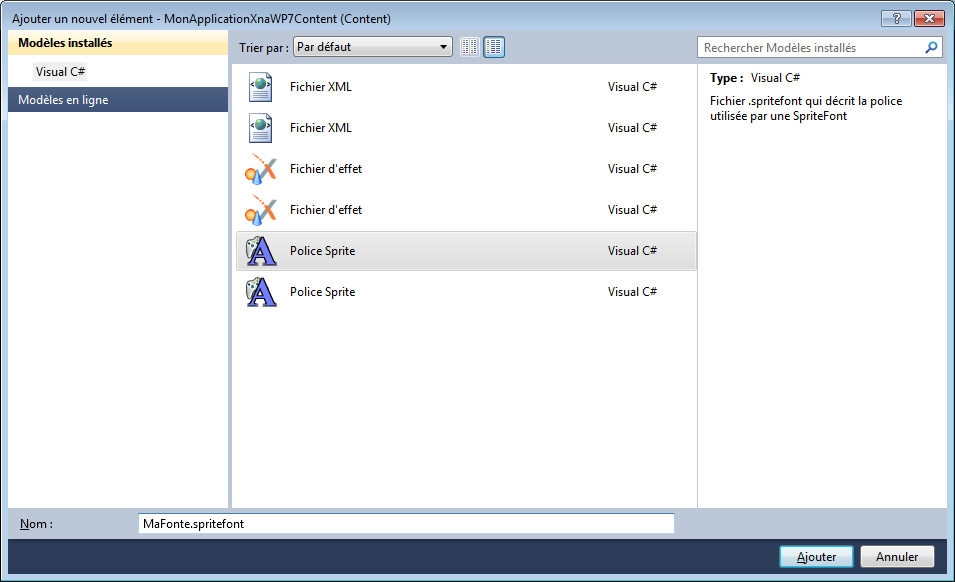 Ajouter un nouvel élément - MonApplicationXnaWP7Content (Content)
Modèles installés
Visual C#
Modèles en ligne
Trier par : Par défaut
Rechercher Modèles installés
Fichier XML Visual C#
Fichier XML Visual C#
Fichier d'effet Visual C#
Fichier d'effet Visual C#
Police Sprite Visual C#
Police Sprite Visual C#
Type : Visual C#
Fichier .spritefont qui décrit la police
utilisée par une SpriteFont
Nom : MaFonte.spritefont
Ajouter Annuler